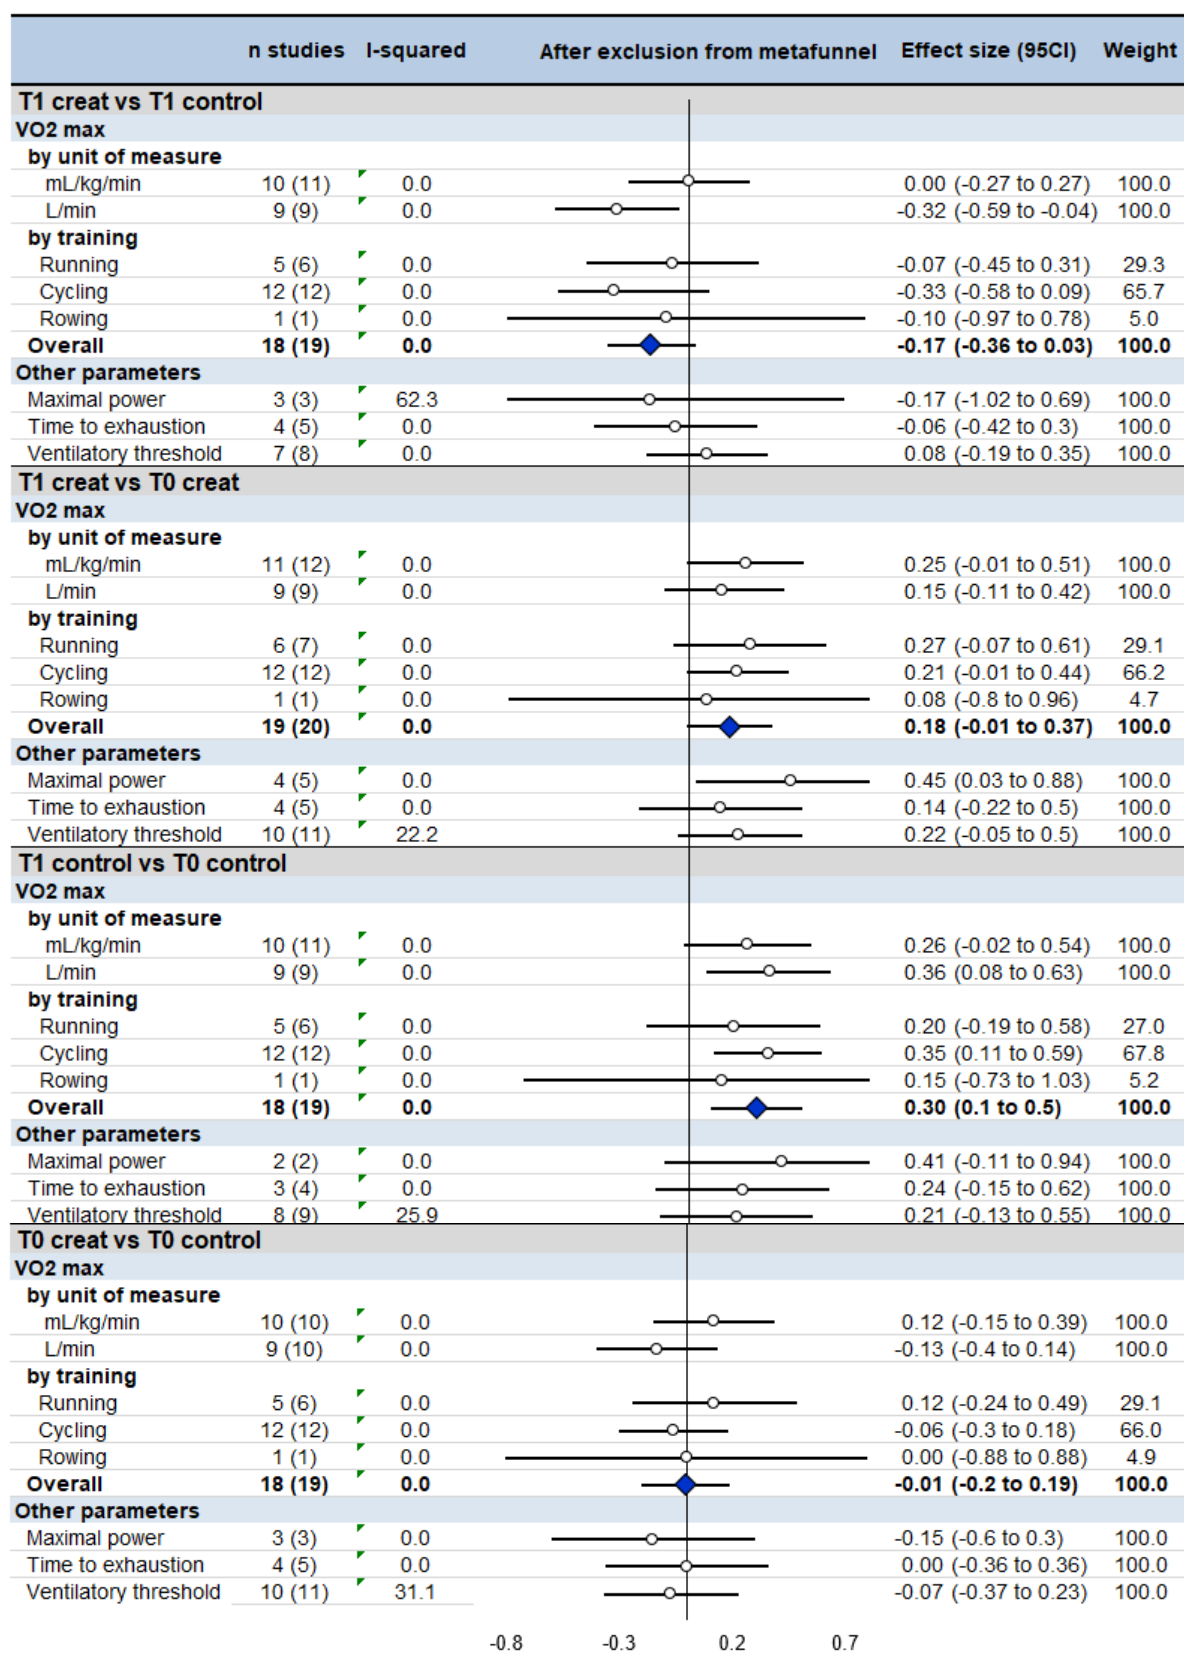 n studies I-squared After exclusion from metafunnel Effect size (95CI) Weight
T1 creat vs T1 control
VO2 max
by unit of measure
mL/kg/min 10 (11) 0.0 0.00 (-0.27 to 0.27) 100.0
L/min 9 (9) 0.0 -0.32 (-0.59 to -0.04) 100.0
by training
Running 5 (6) 0.0 -0.07 (-0.45 to 0.31) 29.3
Cycling 12 (12) 0.0 -0.33 (-0.58 to 0.09) 65.7
Rowing 1 (1) 0.0 -0.10 (-0.97 to 0.78) 5.0
Overall 18 (19) 0.0 -0.17 (-0.36 to 0.03) 100.0
Other parameters
Maximal power 3 (3) 62.3 -0.17 (-1.02 to 0.69) 100.0
Time to exhaustion 4 (5) 0.0 -0.06 (-0.42 to 0.3) 100.0
Ventilatory threshold 7 (8) 0.0 0.08 (-0.19 to 0.35) 100.0
T1 creat vs T0 creat
VO2 max
by unit of measure
mL/kg/min 11 (12) 0.0 0.25 (-0.01 to 0.51) 100.0
L/min 9 (9) 0.0 0.15 (-0.11 to 0.42) 100.0
by training
Running 6 (7) 0.0 0.27 (-0.07 to 0.61) 29.1
Cycling 12 (12) 0.0 0.21 (-0.01 to 0.44) 66.2
Rowing 1 (1) 0.0 0.08 (-0.8 to 0.96) 4.7
Overall 19 (20) 0.0 0.18 (-0.01 to 0.37) 100.0
Other parameters
Maximal power 4 (5) 0.0 0.45 (0.03 to 0.88) 100.0
Time to exhaustion 4 (5) 0.0 0.14 (-0.22 to 0.5) 100.0
Ventilatory threshold 10 (11) 22.2 0.22 (-0.05 to 0.5) 100.0
T1 control vs T0 control
VO2 max
by unit of measure
mL/kg/min 10 (11) 0.0 0.26 (-0.02 to 0.54) 100.0
L/min 9 (9) 0.0 0.36 (0.08 to 0.63) 100.0
by training
Running 5 (6) 0.0 0.20 (-0.19 to 0.58) 27.0
Cycling 12 (12) 0.0 0.35 (0.11 to 0.59) 67.8
Rowing 1 (1) 0.0 0.15 (-0.73 to 1.03) 5.2
Overall 18 (19) 0.0 0.30 (0.1 to 0.5) 100.0
Other parameters
Maximal power 2 (2) 0.0 0.41 (-0.11 to 0.94) 100.0
Time to exhaustion 3 (4) 0.0 0.24 (-0.15 to 0.62) 100.0
Ventilatory threshold 8 (9) 25.9 0.21 (-0.13 to 0.55) 100.0
T0 creat vs T0 control
VO2 max
by unit of measure
mL/kg/min 10 (10) 0.0 0.12 (-0.15 to 0.39) 100.0
L/min 9 (10) 0.0 -0.13 (-0.4 to 0.14) 100.0
by training
Running 5 (6) 0.0 0.12 (-0.24 to 0.49) 29.1
Cycling 12 (12) 0.0 -0.06 (-0.3 to 0.18) 66.0
Rowing 1 (1) 0.0 0.00 (-0.88 to 0.88) 4.9
Overall 18 (19) 0.0 -0.01 (-0.2 to 0.19) 100.0
Other parameters
Maximal power 3 (3) 0.0 -0.15 (-0.6 to 0.3) 100.0
Time to exhaustion 4 (5) 0.0 0.00 (-0.36 to 0.36) 100.0
Ventilatory threshold 10 (11) 31.1 -0.07 (-0.37 to 0.23) 100.0
-0.8 -0.3 0.2 0.7